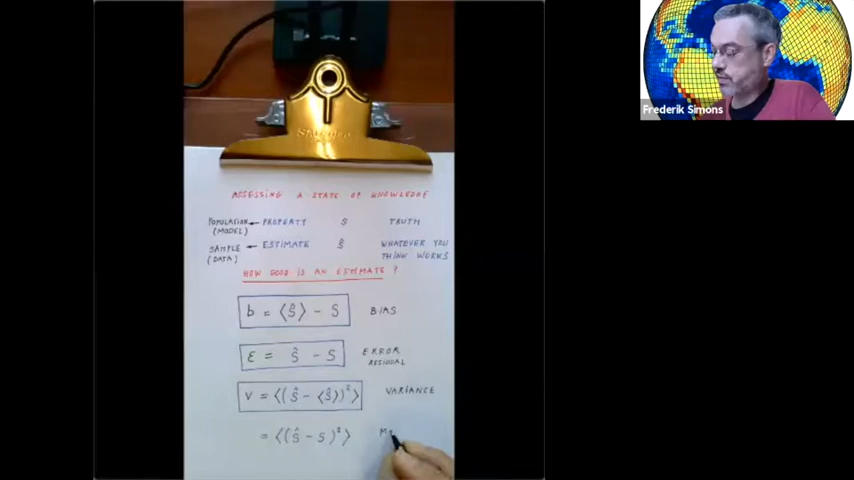 Frederik Simons
ASSESSING A STATE OF KNOWLEDGE
POPULATION ← PROPERTY S TRUTH
(MODEL)
SAMPLE ← ESTIMATE Ŝ WHATEVER YOU
(DATA) THINK WORKS
HOW GOOD IS AN ESTIMATE ?
b = ⟨Ŝ⟩ - S BIAS
ε = Ŝ - S ERROR
RESIDUAL
v = ⟨(Ŝ - ⟨Ŝ⟩)²⟩ VARIANCE
= ⟨(Ŝ - S)²⟩